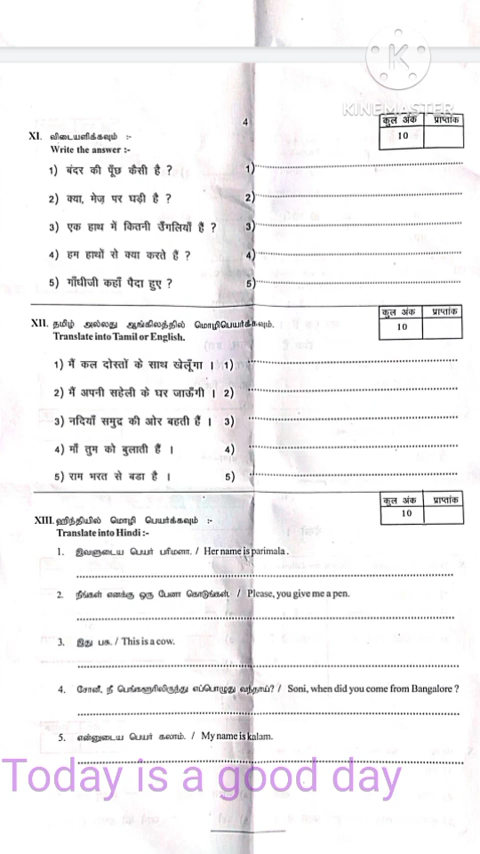 KINEMASTER
4
कुल अंक प्राप्तांक
10
XI. விடையளிக்கவும் :-
Write the answer :-
1) बंदर की पूँछ कैसी है ? 1)
2) क्या, मेज़ पर घड़ी है ? 2)
3) एक हाथ में कितनी उँगलियाँ हैं ? 3)
4) हम हाथों से क्या करते हैं ? 4)
5) गाँधीजी कहाँ पैदा हुए ? 5)
कुल अंक प्राप्तांक
10
XII. தமிழ் அல்லது ஆங்கிலத்தில் மொழிபெயர்க்கவும்.
Translate into Tamil or English.
1) मैं कल दोस्तों के साथ खेलूँगा । 1)
2) मैं अपनी सहेली के घर जाऊँगी । 2)
3) नदियाँ समुद्र की ओर बहती हैं । 3)
4) माँ तुम को बुलाती हैं । 4)
5) राम भरत से बडा है । 5)
कुल अंक प्राप्तांक
10
XIII. ஹிந்தியில் மொழி பெயர்க்கவும் :-
Translate into Hindi :-
1. இவளுடைய பெயர் பரிமளா. / Her name is parimala .
2. நீங்கள் எனக்கு ஒரு பேனா கொடுங்கள். / Please, you give me a pen.
3. இது பசு. / This is a cow.
4. சோனீ, நீ பெங்களூரிலிருந்து எப்பொழுது வந்தாய்? / Soni, when did you come from Bangalore ?
5. என்னுடைய பெயர் கலாம். / My name is kalam.
Today is a good day